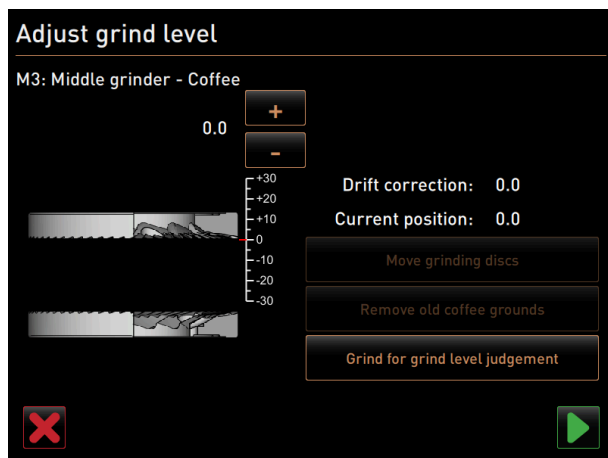 Adjust grind level
M3: Middle grinder - Coffee
0.0
+
-
+30
+20
+10
0
-10
-20
-30
Drift correction: 0.0
Current position: 0.0
Move grinding discs
Remove old coffee grounds
Grind for grind level judgement